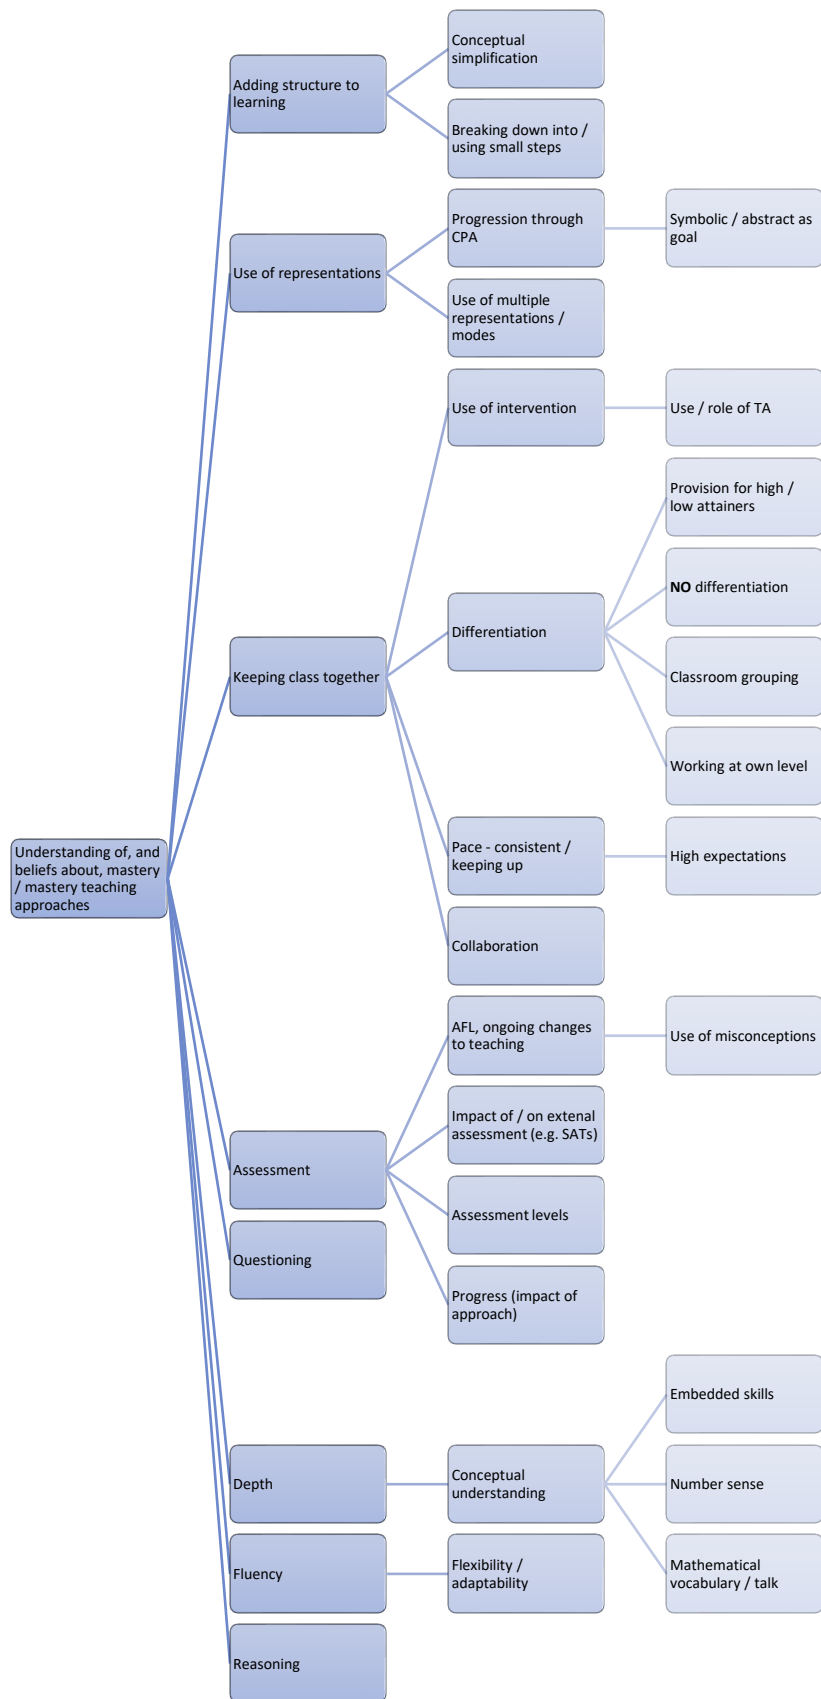 Conceptual
simplification
Adding structure to
learning
Breaking down into /
using small steps
Progression through
CPA
Symbolic / abstract as
goal
Use of representations
Use of multiple
representations /
modes
Use of intervention
Use / role of TA
Provision for high /
low attainers
NO differentiation
Differentiation
Classroom grouping
Keeping class together
Working at own level
Understanding of, and
beliefs about, mastery
/ mastery teaching
approaches
Pace - consistent /
keeping up
High expectations
Collaboration
AFL, ongoing changes
to teaching
Use of misconceptions
Impact of / on extenal
assessment (e.g. SATs)
Assessment
Assessment levels
Questioning
Progress (impact of
approach)
Embedded skills
Depth
Conceptual
understanding
Number sense
Fluency
Flexibility /
adaptability
Mathematical
vocabulary / talk
Reasoning